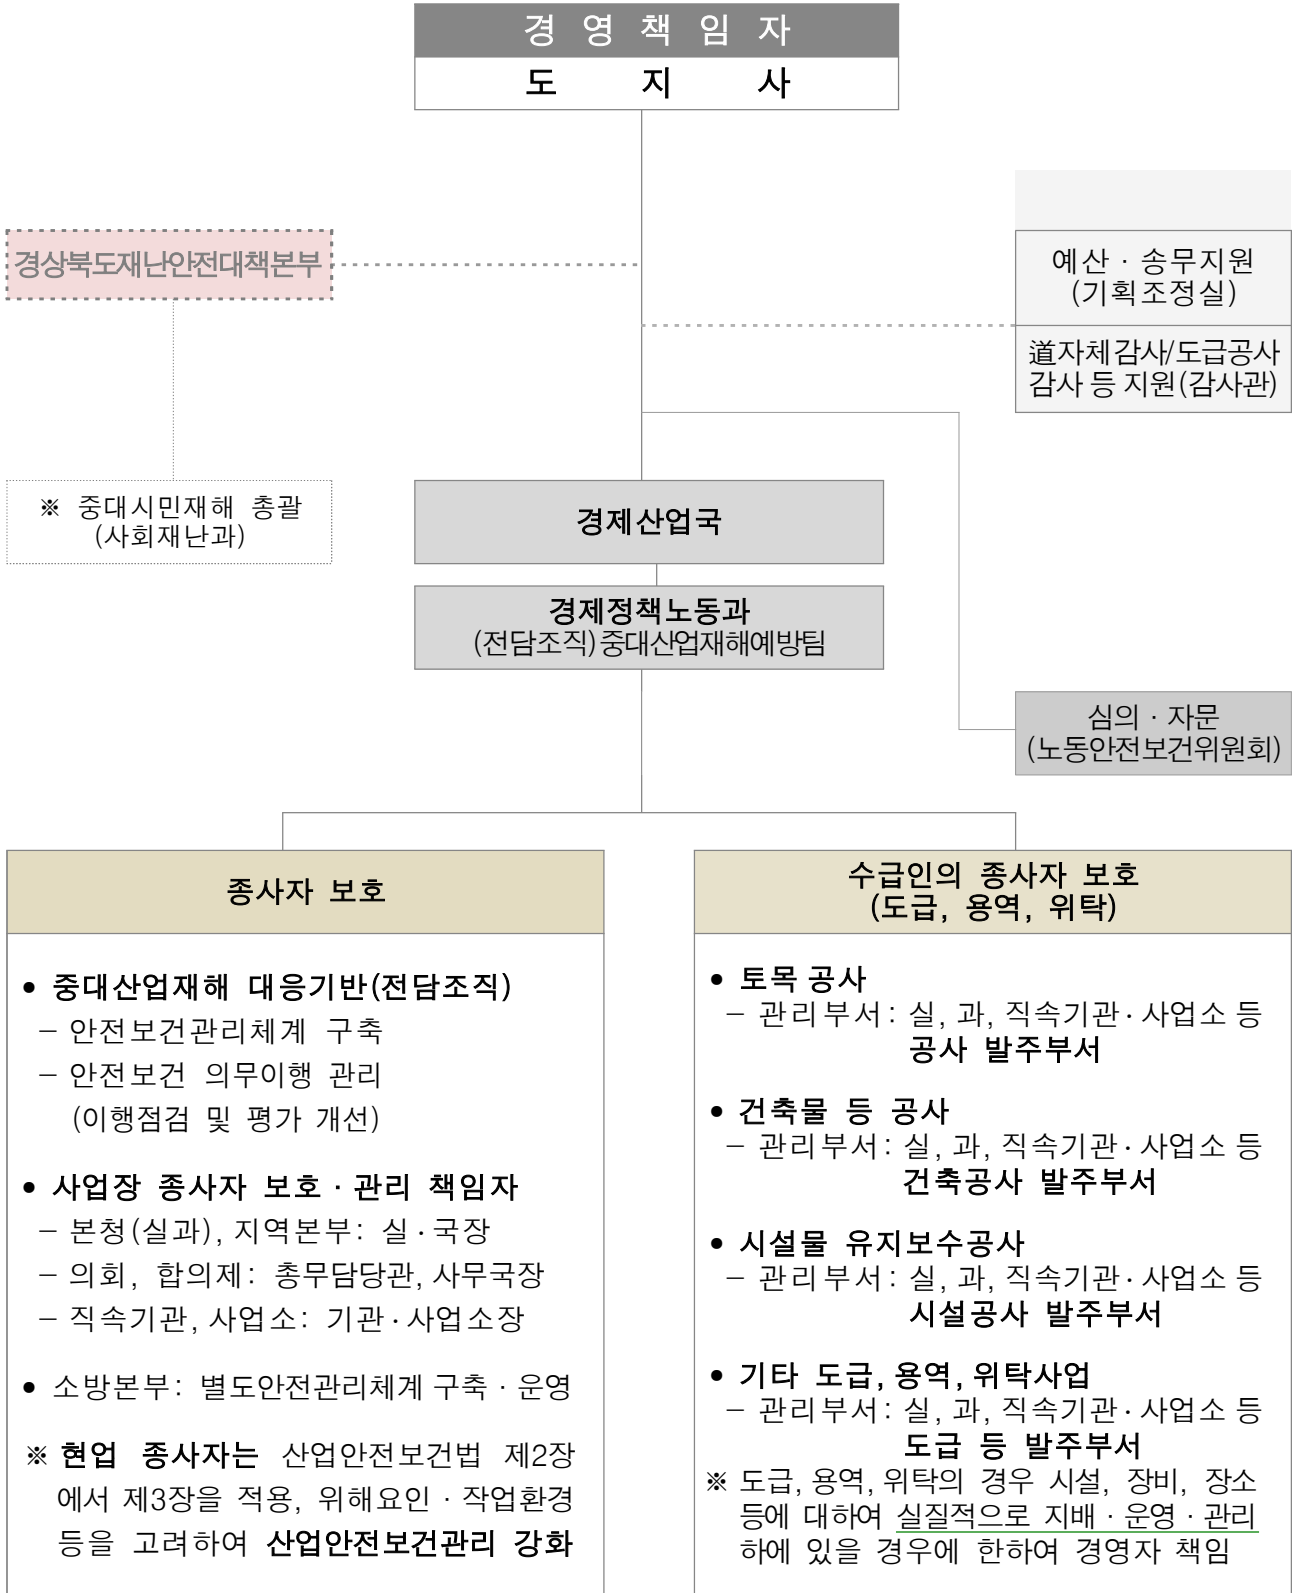 경 영 책 임 자
도 지 사
경상북도재난안전대책본부
예산 · 송무지원
(기획조정실)
道자체감사/도급공사
감사 등 지원(감사관)
※ 중대시민재해 총괄
(사회재난과)
경제산업국
경제정책노동과
(전담조직)중대산업재해예방팀
심의 · 자문
(노동안전보건위원회)
종사자 보호
• 중대산업재해 대응기반(전담조직)
– 안전보건관리체계 구축
– 안전보건 의무이행 관리
(이행점검 및 평가 개선)
• 사업장 종사자 보호 · 관리 책임자
– 본청(실과), 지역본부: 실 · 국장
– 의회, 합의제: 총무담당관, 사무국장
– 직속기관, 사업소: 기관 · 사업소장
• 소방본부: 별도안전관리체계 구축 · 운영
※ 현업 종사자는 산업안전보건법 제2장
에서 제3장을 적용, 위해요인 · 작업환경
등을 고려하여 산업안전보건관리 강화
수급인의 종사자 보호
(도급, 용역, 위탁)
• 토목 공사
– 관리부서: 실, 과, 직속기관 · 사업소 등
공사 발주부서
• 건축물 등 공사
– 관리부서: 실, 과, 직속기관 · 사업소 등
건축공사 발주부서
• 시설물 유지보수공사
– 관리부서: 실, 과, 직속기관 · 사업소 등
시설공사 발주부서
• 기타 도급, 용역, 위탁사업
– 관리부서: 실, 과, 직속기관 · 사업소 등
도급 등 발주부서
※ 도급, 용역, 위탁의 경우 시설, 장비, 장소
등에 대하여 실질적으로 지배 · 운영 · 관리
하에 있을 경우에 한하여 경영자 책임